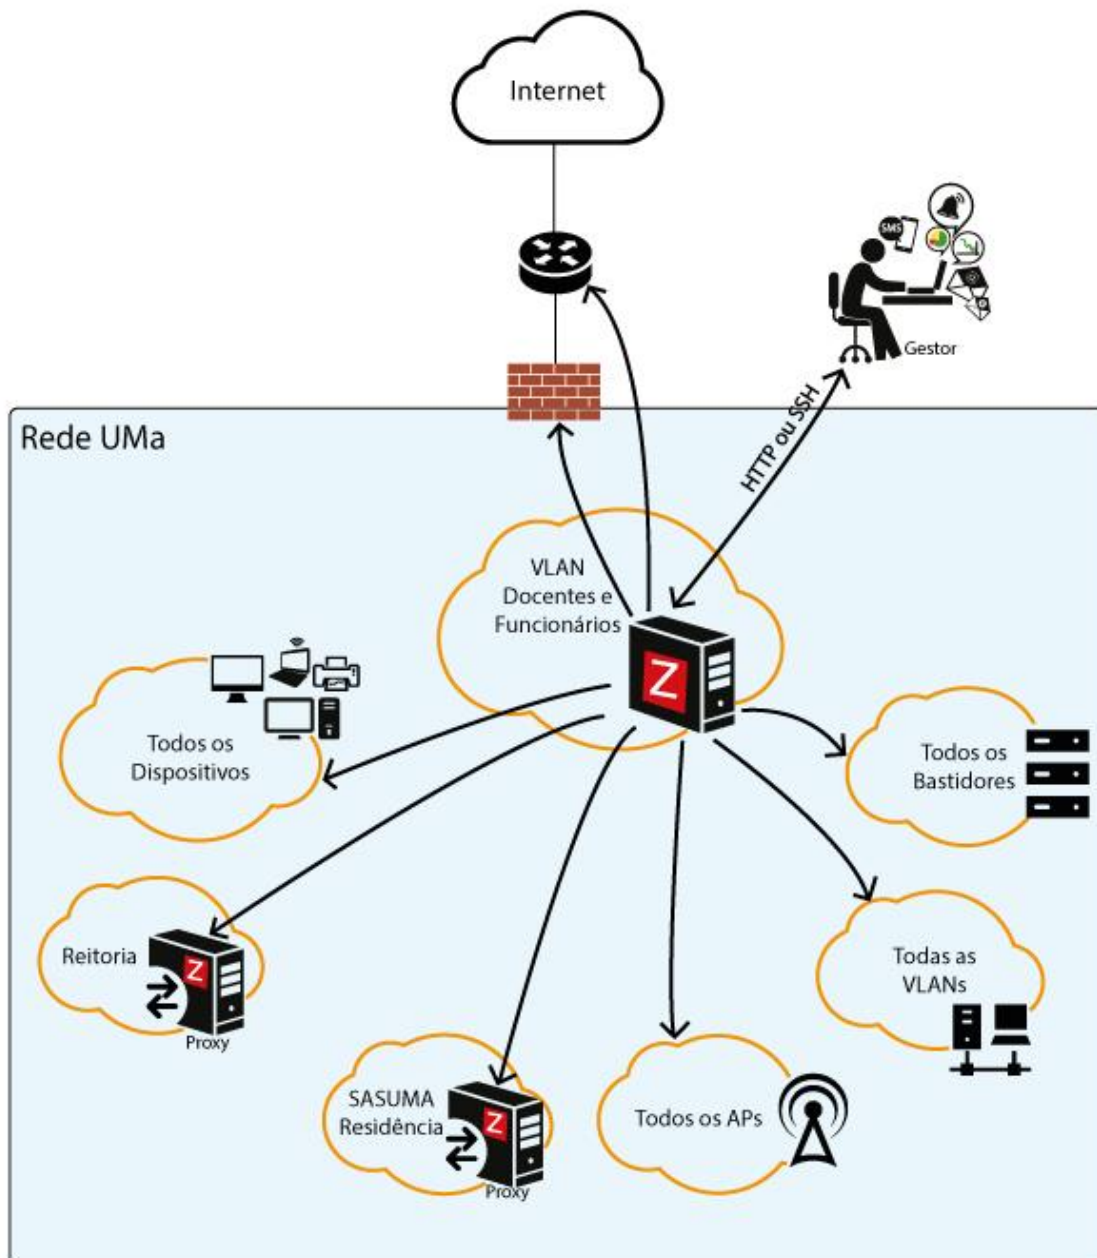 Internet
SMS
Gestor
HTTP ou SSH
Rede UMa
VLAN
Docentes e
Funcionários
Z
Todos os
Dispositivos
Todos os
Bastidores
Reitoria
Z
Proxy
Todas as
VLANs
SASUMA
Residência
Z
Proxy
Todos os APs